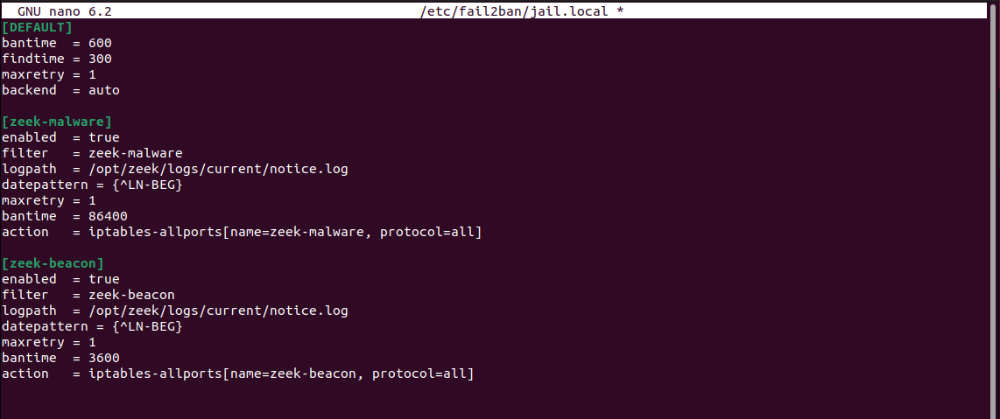 GNU nano 6.2 /etc/fail2ban/jail.local *
[DEFAULT]
bantime  = 600
findtime = 300
maxretry = 1
backend  = auto

[zeek-malware]
enabled  = true
filter   = zeek-malware
logpath  = /opt/zeek/logs/current/notice.log
datepattern = {^LN-BEG}
maxretry = 1
bantime  = 86400
action   = iptables-allports[name=zeek-malware, protocol=all]

[zeek-beacon]
enabled  = true
filter   = zeek-beacon
logpath  = /opt/zeek/logs/current/notice.log
datepattern = {^LN-BEG}
maxretry = 1
bantime  = 3600
action   = iptables-allports[name=zeek-beacon, protocol=all]